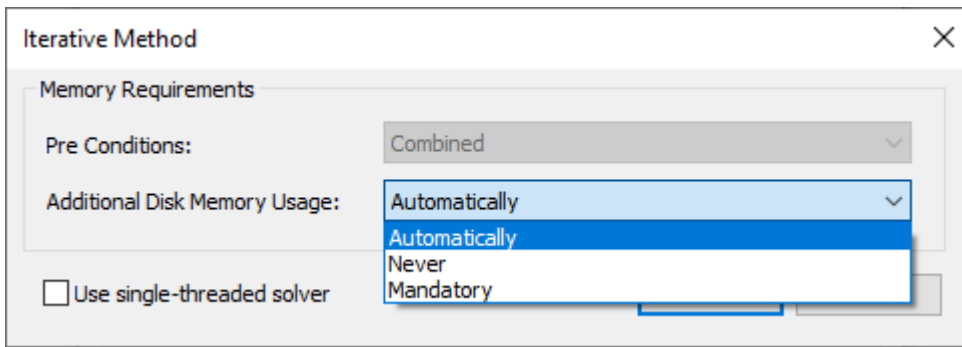 Iterative Method
Memory Requirements
Pre Conditions: Combined
Additional Disk Memory Usage: Automatically
Automatically
Never
Mandatory
Use single-threaded solver